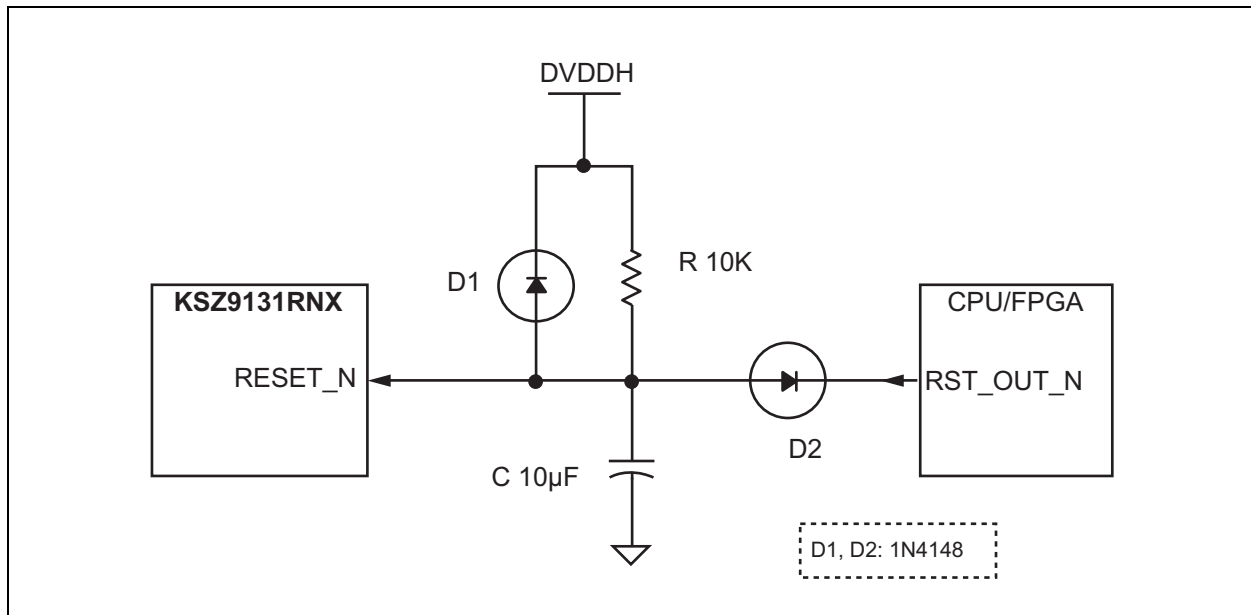 DVDDH
D1
R 10K
KSZ9131RNX
CPU/FPGA
RESET_N
RST_OUT_N
D2
C 10µF
D1, D2: 1N4148